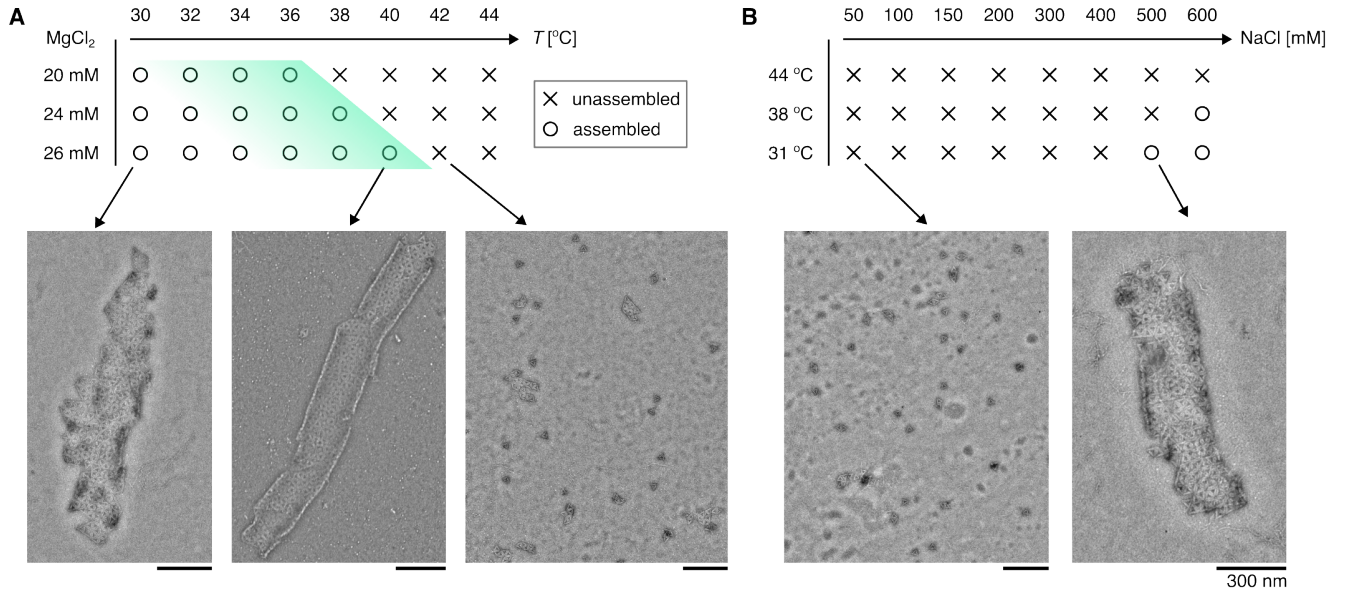 A
30 32 34 36 38 40 42 44
MgCl₂
T [°C]
20 mM
24 mM
26 mM
unassembled
assembled
B
50 100 150 200 300 400 500 600
NaCl [mM]
44 °C
38 °C
31 °C
300 nm